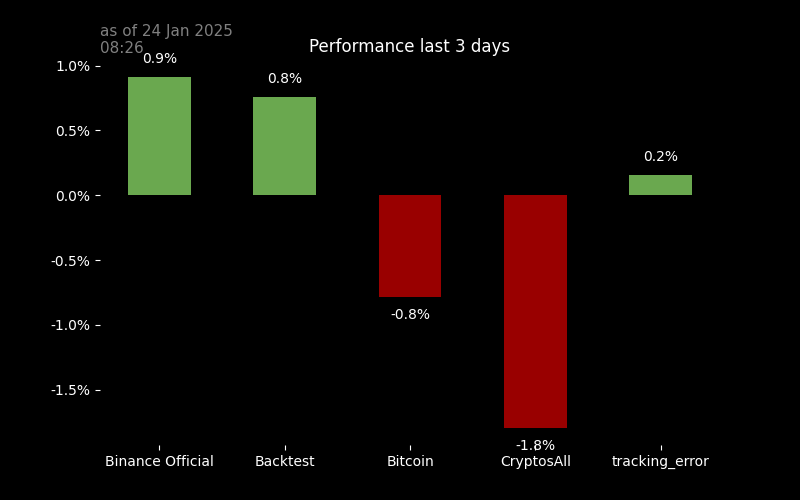 as of 24 Jan 2025
08:26
Performance last 3 days
1.0%
0.5%
0.0%
-0.5%
-1.0%
-1.5%
0.9%
0.8%
-0.8%
-1.8%
0.2%
Binance Official
Backtest
Bitcoin
CryptosAll
tracking_error